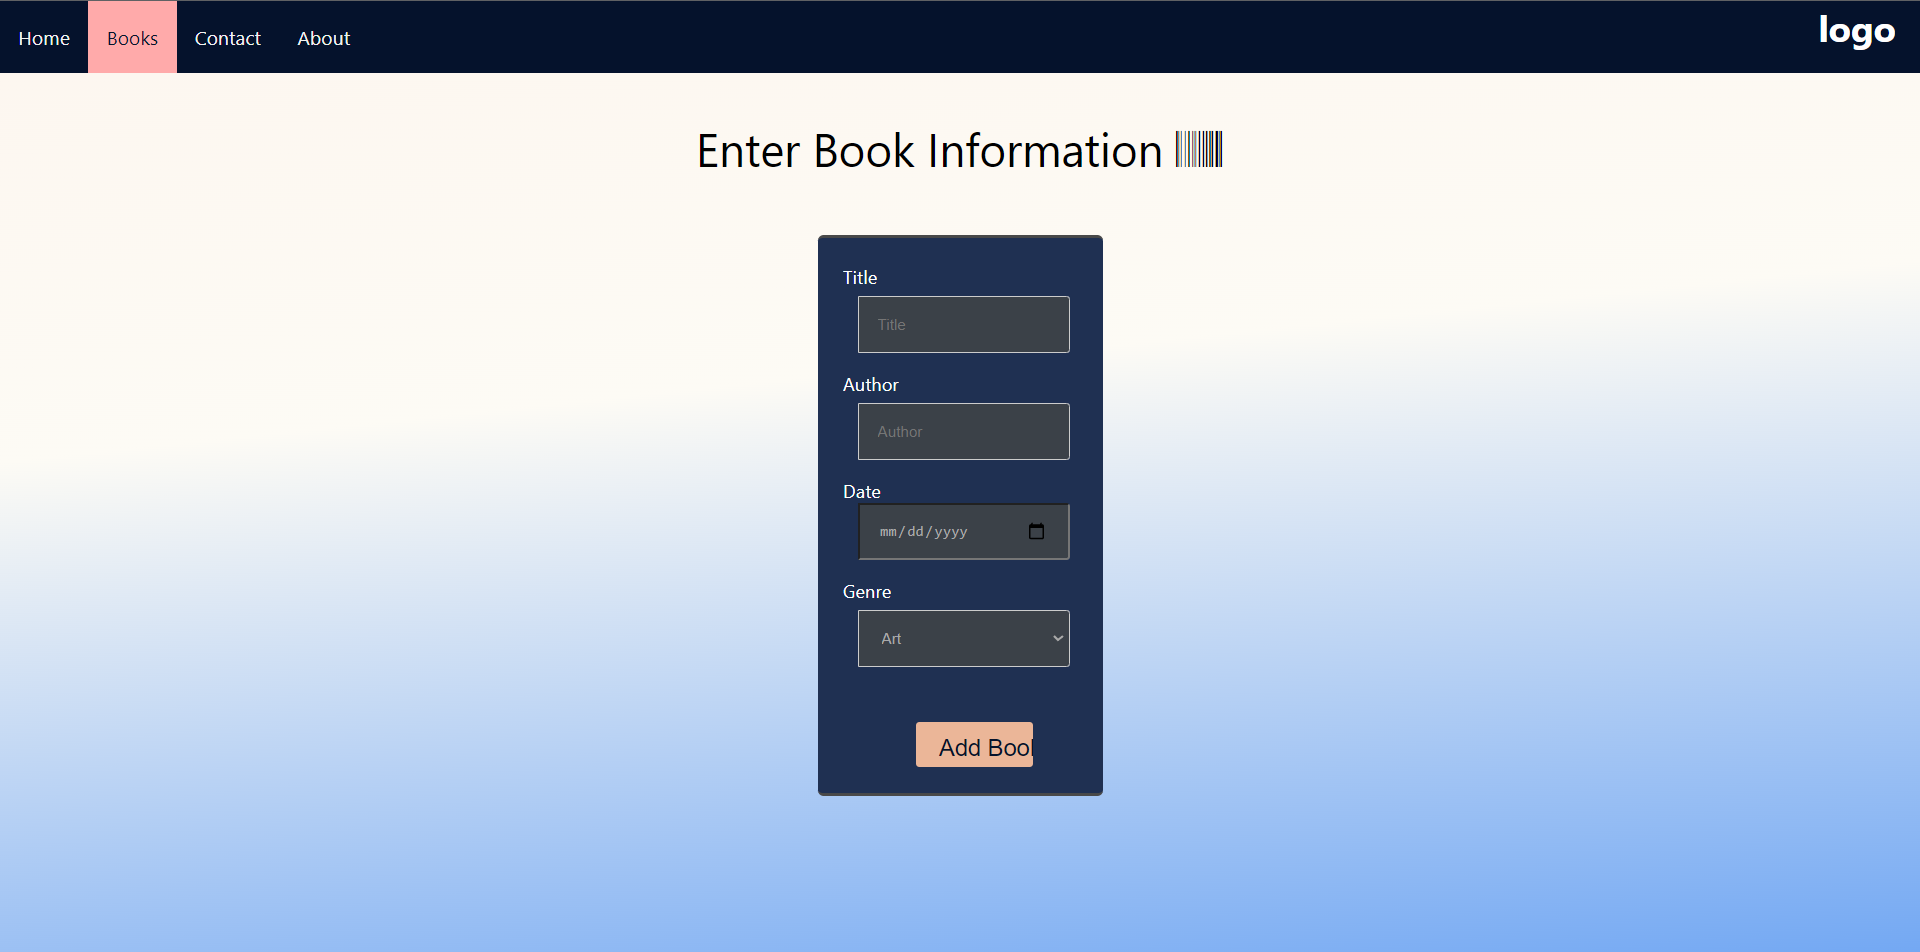 Home Books Contact About logo
Enter Book Information
Title
Title
Author
Author
Date
mm/dd/yyyy
Genre
Art
Add Boo